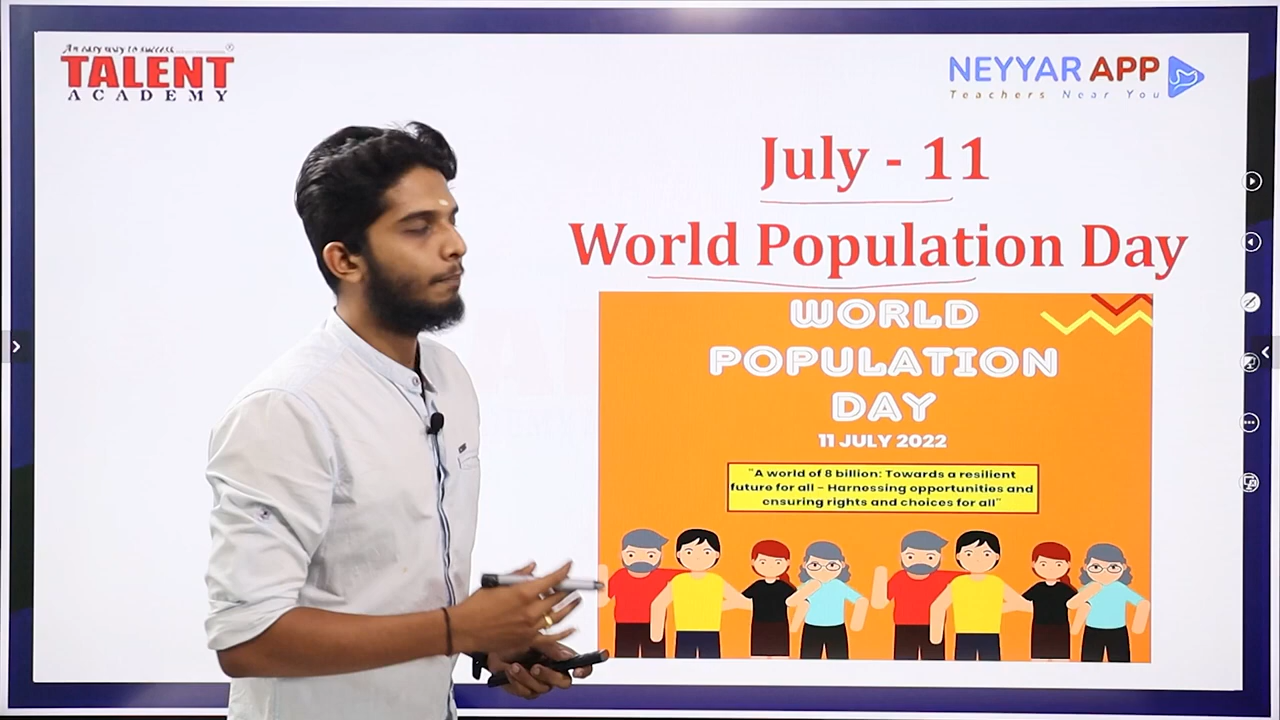 An easy way to success.........
TALENT
ACADEMY
NEYYAR APP
Teachers Near You
July - 11
World Population Day
WORLD
POPULATION
DAY
11 JULY 2022
"A world of 8 billion: Towards a resilient
future for all – Harnessing opportunities and
ensuring rights and choices for all"